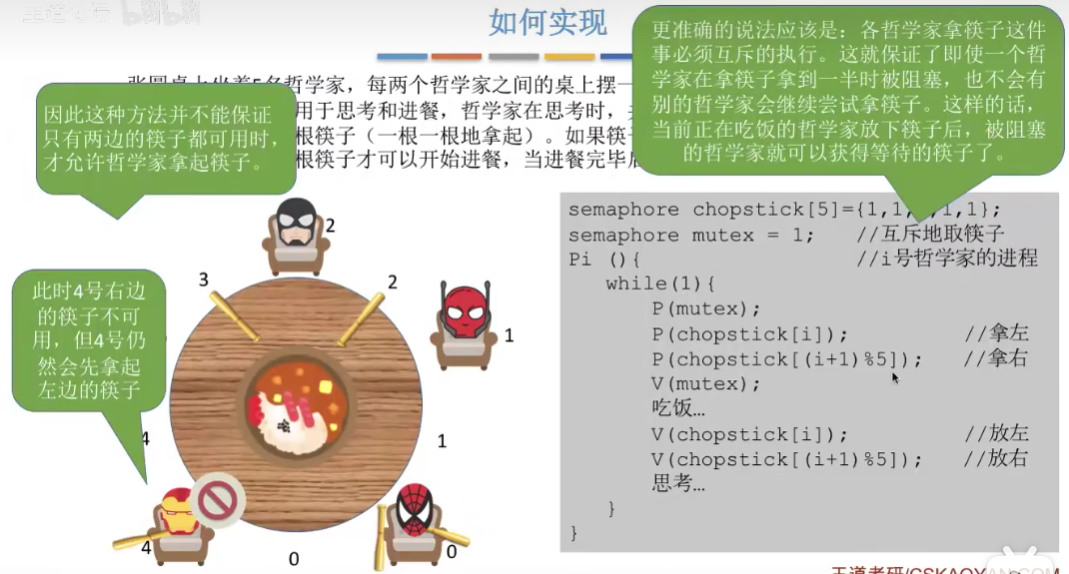 如何实现
张圆桌上坐着5名哲学家，每两个哲学家之间的桌上摆一
用于思考和进餐，哲学家在思考时，
根筷子（一根一根地拿起）。如果筷
根筷子才可以开始进餐，当进餐完毕
更准确的说法应该是：各哲学家拿筷子这件
事必须互斥的执行。这就保证了即使一个哲
学家在拿筷子拿到一半时被阻塞，也不会有
别的哲学家会继续尝试拿筷子。这样的话，
当前正在吃饭的哲学家放下筷子后，被阻塞
的哲学家就可以获得等待的筷子了。
因此这种方法并不能保证
只有两边的筷子都可用时，
才允许哲学家拿起筷子。
此时4号右边
的筷子不可
用，但4号仍
然会先拿起
左边的筷子
2
3
2
1
4
1
4
0
0
semaphore chopstick[5]={1,1,,1,1};
semaphore mutex = 1; //互斥地取筷子
Pi (){ //i号哲学家的进程
while(1){
P(mutex);
P(chopstick[i]); //拿左
P(chopstick[(i+1)%5]); //拿右
V(mutex);
吃饭…
V(chopstick[i]); //放左
V(chopstick[(i+1)%5]); //放右
思考…
}
}
王道考研/CSKAOYAN.COM